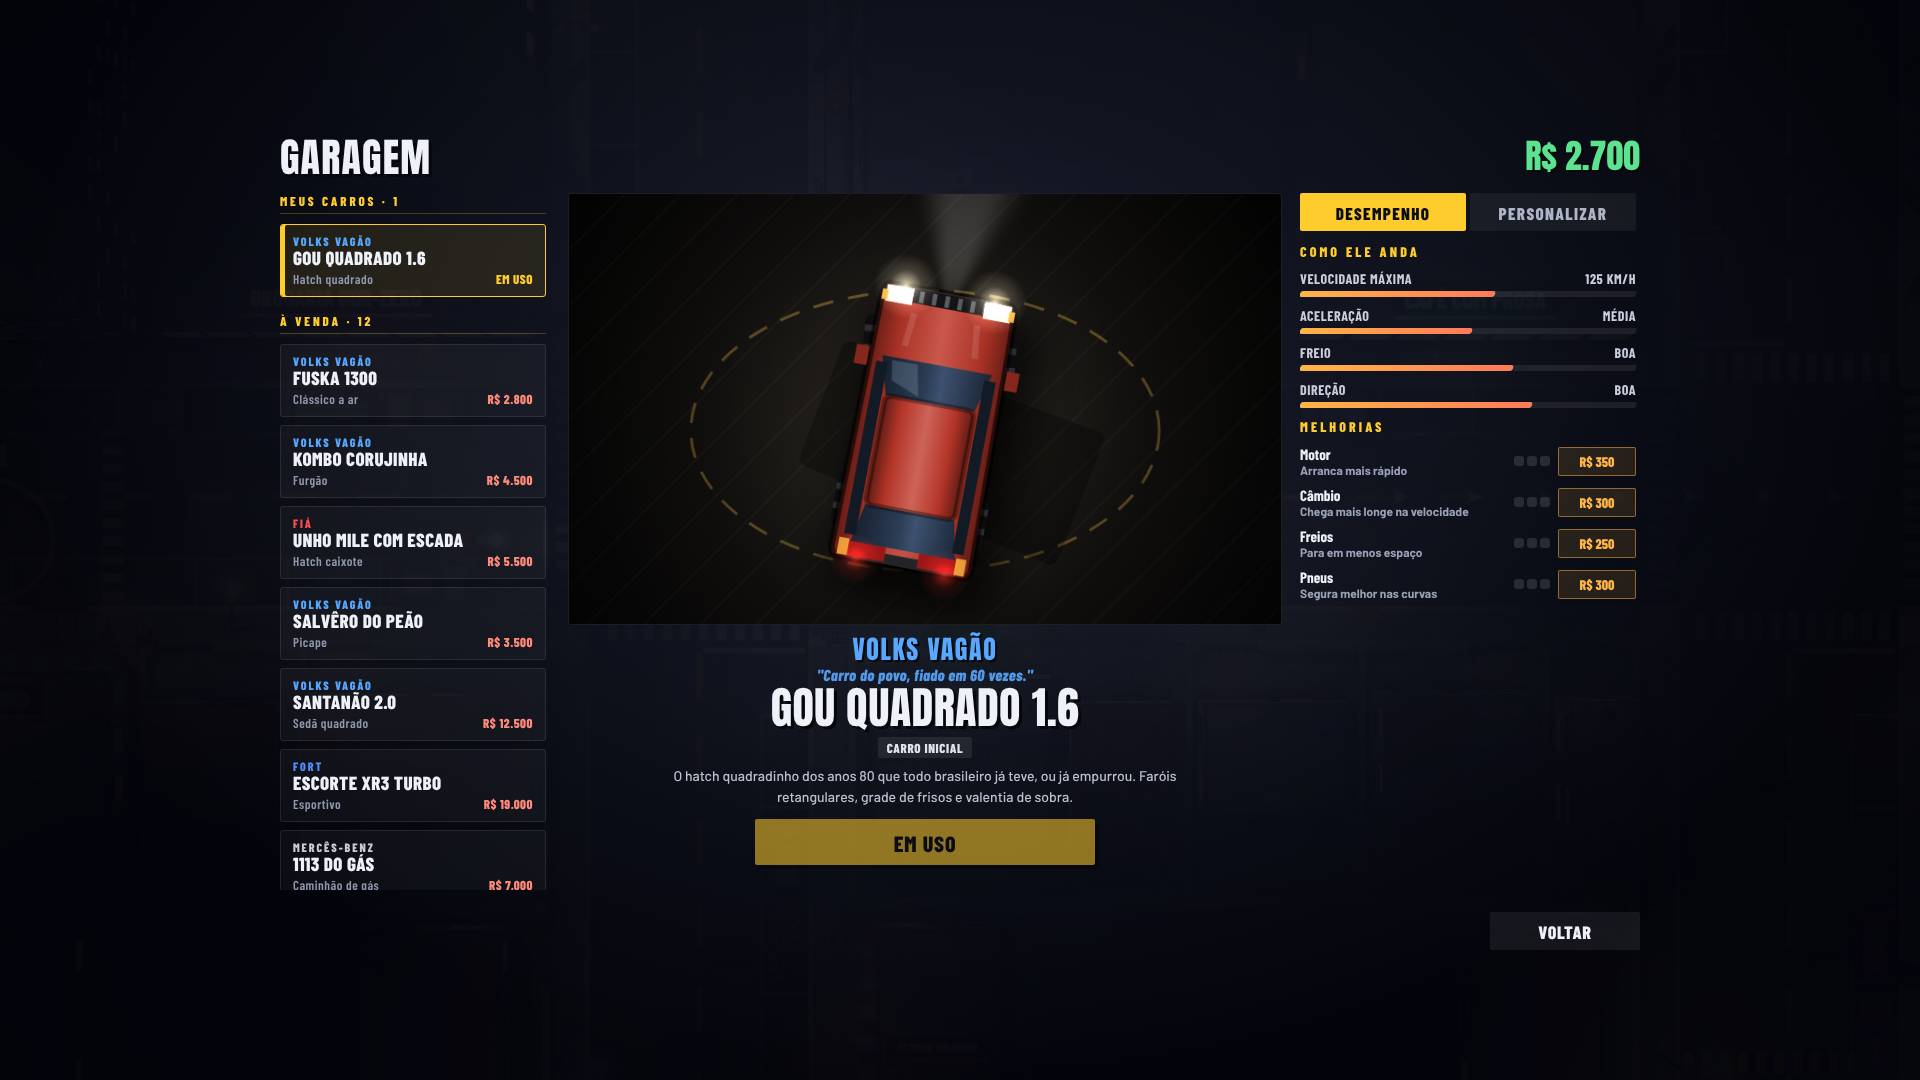 GARAGEM
R$ 2.700
MEUS CARROS · 1
VOLKS VAGÃO
GOU QUADRADO 1.6
Hatch quadrado
EM USO
À VENDA · 12
VOLKS VAGÃO
FUSKA 1300
Clássico a ar
R$ 2.800
VOLKS VAGÃO
KOMBO CORUJINHA
Furgão
R$ 4.500
FIÁ
UNHO MILE COM ESCADA
Hatch caixote
R$ 5.500
VOLKS VAGÃO
SALVÊRO DO PEÃO
Picape
R$ 3.500
VOLKS VAGÃO
SANTANÃO 2.0
Sedã quadrado
R$ 12.500
FORT
ESCORTE XR3 TURBO
Esportivo
R$ 19.000
MERCÊS-BENZ
1113 DO GÁS
Caminhão de gás
R$ 7.000
VOLKS VAGÃO
"Carro do povo, fiado em 60 vezes."
GOU QUADRADO 1.6
CARRO INICIAL
O hatch quadradinho dos anos 80 que todo brasileiro já teve, ou já empurrou. Faróis
retangulares, grade de frisos e valentia de sobra.
EM USO
DESEMPENHO
PERSONALIZAR
COMO ELE ANDA
VELOCIDADE MÁXIMA
125 KM/H
ACELERAÇÃO
MÉDIA
FREIO
BOA
DIREÇÃO
BOA
MELHORIAS
Motor
Arranca mais rápido
R$ 350
Câmbio
Chega mais longe na velocidade
R$ 300
Freios
Para em menos espaço
R$ 250
Pneus
Segura melhor nas curvas
R$ 300
VOLTAR